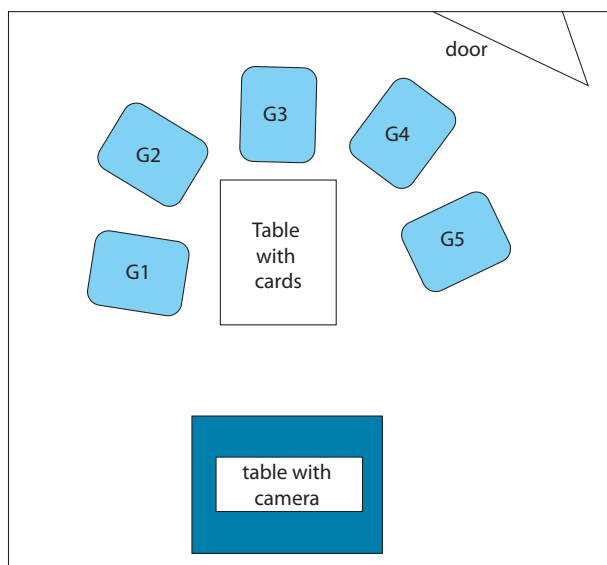 door
G3
G4
G2
Table
with
cards
G5
G1
table with
camera